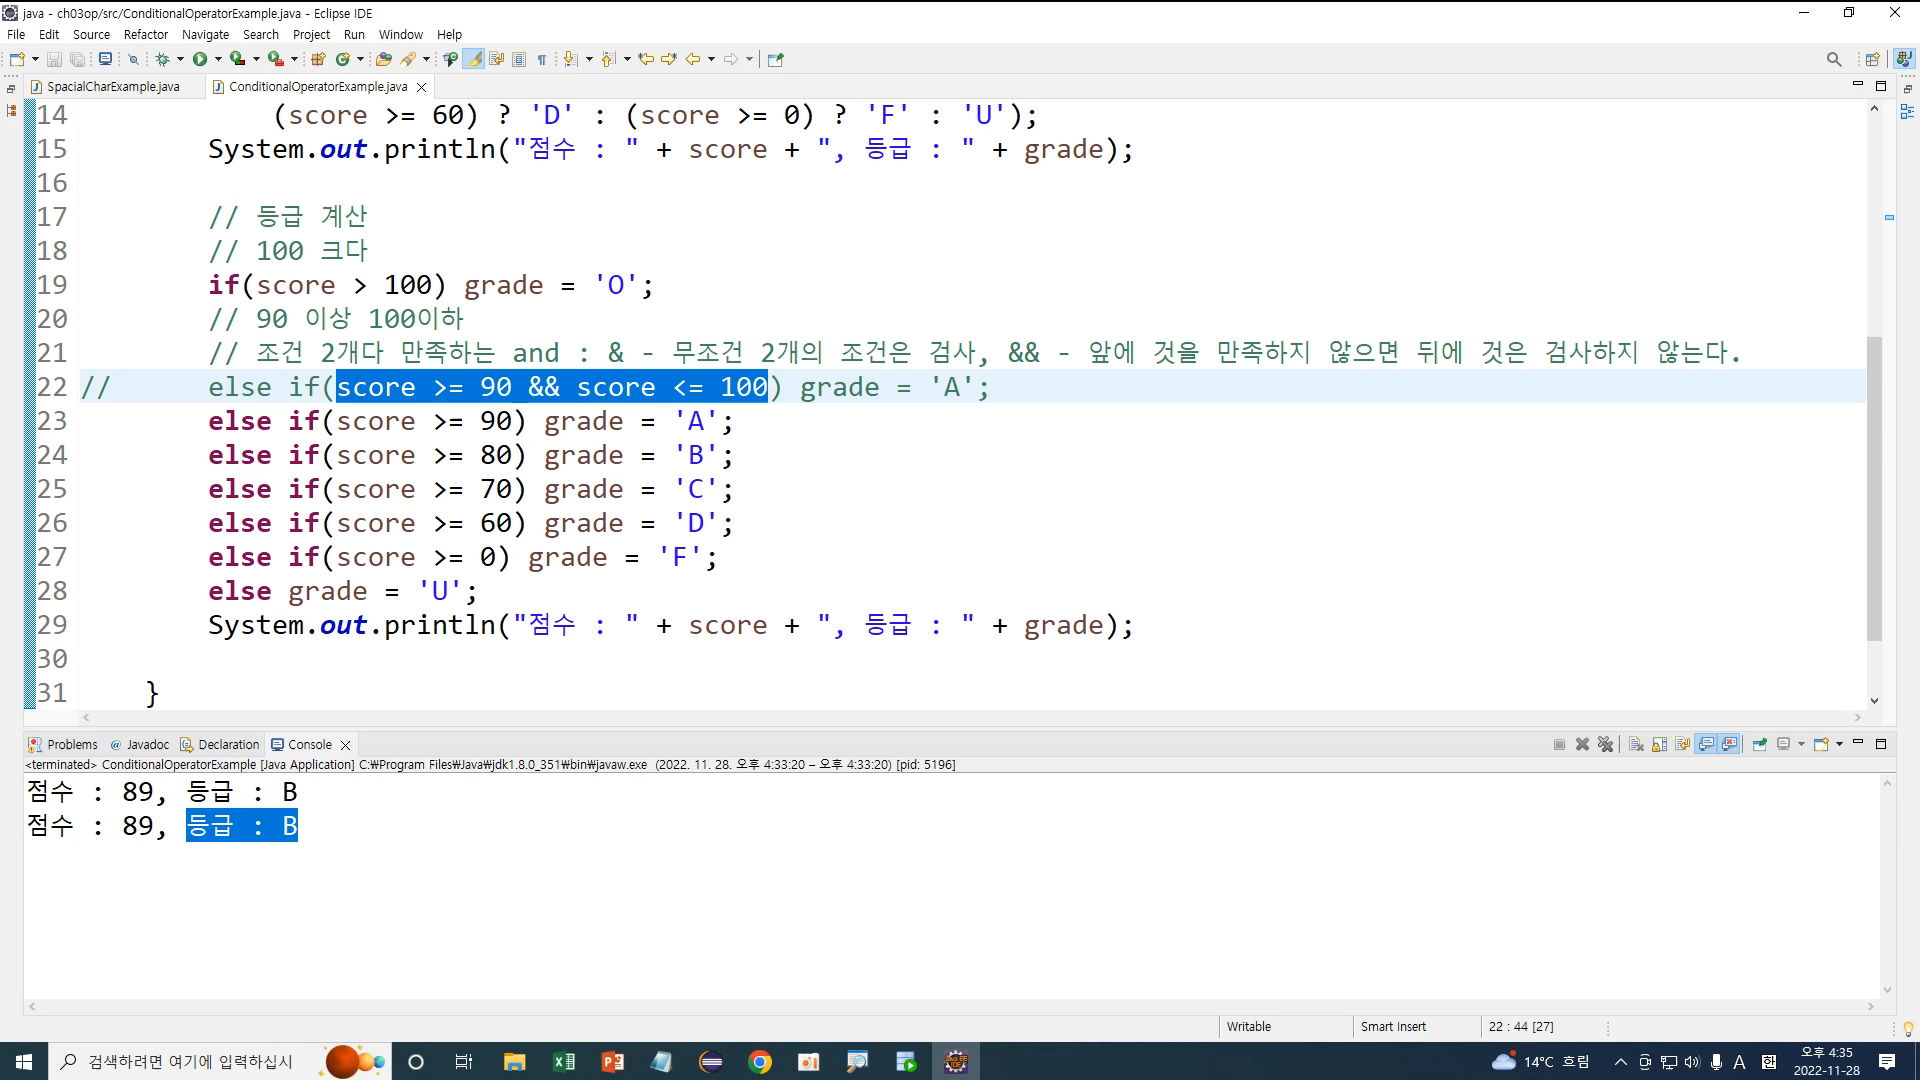 java - ch03op/src/ConditionalOperatorExample.java - Eclipse IDE
File Edit Source Refactor Navigate Search Project Run Window Help
SpacialCharExample.java ConditionalOperatorExample.java
14 (score >= 60) ? 'D' : (score >= 0) ? 'F' : 'U');
15 System.out.println("점수 : " + score + ", 등급 : " + grade);
16
17 // 등급 계산
18 // 100 크다
19 if(score > 100) grade = 'O';
20 // 90 이상 100이하
21 // 조건 2개다 만족하는 and : & - 무조건 2개의 조건은 검사, && - 앞에 것을 만족하지 않으면 뒤에 것은 검사하지 않는다.
22 // else if(score >= 90 && score <= 100) grade = 'A';
23 else if(score >= 90) grade = 'A';
24 else if(score >= 80) grade = 'B';
25 else if(score >= 70) grade = 'C';
26 else if(score >= 60) grade = 'D';
27 else if(score >= 0) grade = 'F';
28 else grade = 'U';
29 System.out.println("점수 : " + score + ", 등급 : " + grade);
30
31 }
Problems @ Javadoc Declaration Console
<terminated> ConditionalOperatorExample [Java Application] C:₩Program Files₩Java₩jdk1.8.0_351₩bin₩javaw.exe (2022. 11. 28. 오후 4:33:20 – 오후 4:33:20) [pid: 5196]
점수 : 89, 등급 : B
점수 : 89, 등급 : B
Writable Smart Insert 22 : 44 [27]
검색하려면 여기에 입력하십시 14°C 흐림 A 한 오후 4:35
2022-11-28